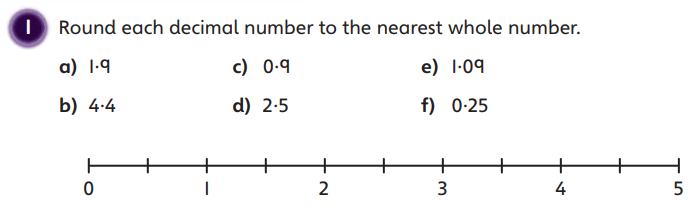 1 Round each decimal number to the nearest whole number.
a) 1·9 c) 0·9 e) 1·09
b) 4·4 d) 2·5 f) 0·25
0 1 2 3 4 5